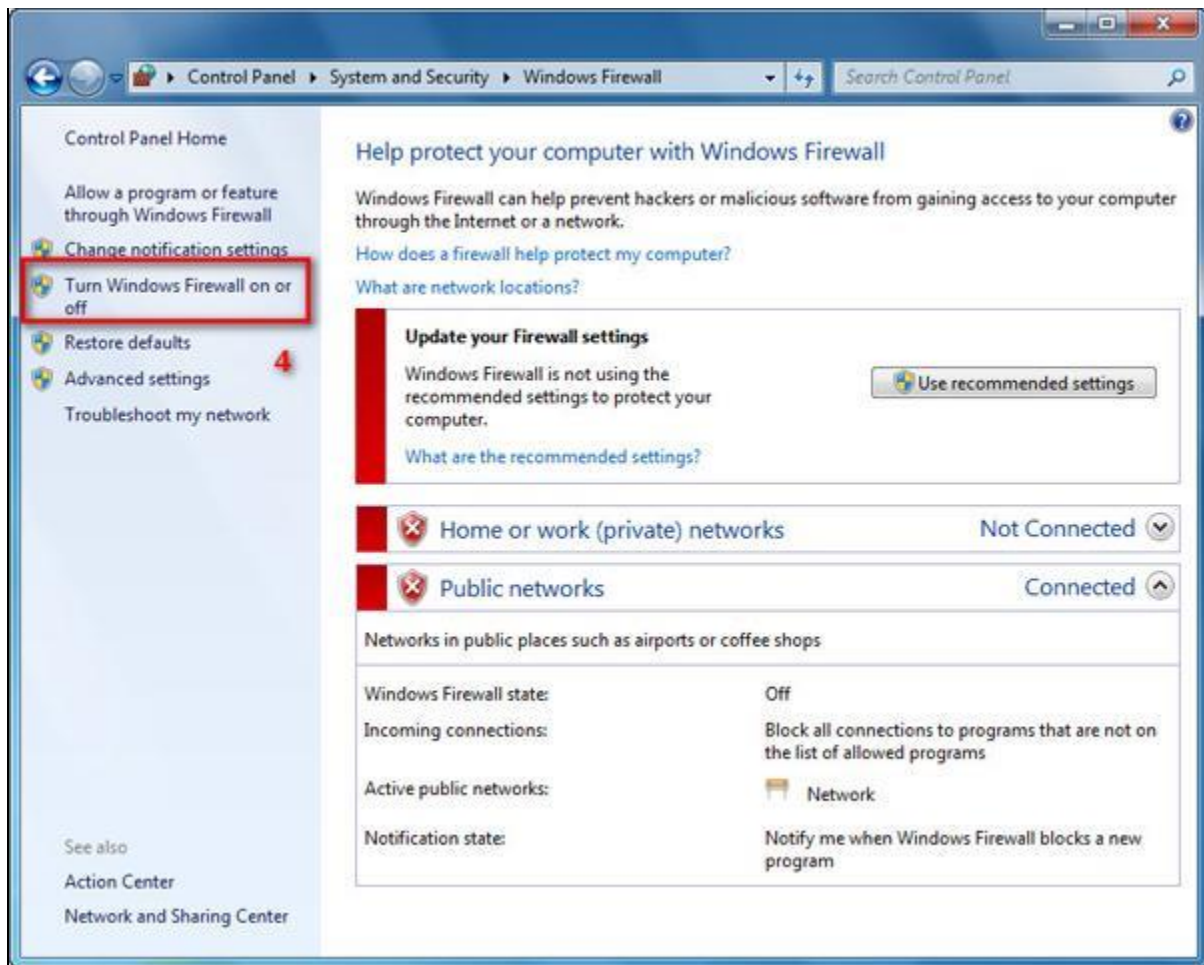 Control Panel ▸ System and Security ▸ Windows Firewall
Search Control Panel
Control Panel Home
Allow a program or feature
through Windows Firewall
Change notification settings
Turn Windows Firewall on or
off
Restore defaults
4
Advanced settings
Troubleshoot my network
See also
Action Center
Network and Sharing Center
Help protect your computer with Windows Firewall
Windows Firewall can help prevent hackers or malicious software from gaining access to your computer
through the Internet or a network.
How does a firewall help protect my computer?
What are network locations?
Update your Firewall settings
Windows Firewall is not using the
recommended settings to protect your
computer.
Use recommended settings
What are the recommended settings?
Home or work (private) networks Not Connected
Public networks Connected
Networks in public places such as airports or coffee shops
Windows Firewall state: Off
Incoming connections: Block all connections to programs that are not on
the list of allowed programs
Active public networks: Network
Notification state: Notify me when Windows Firewall blocks a new
program